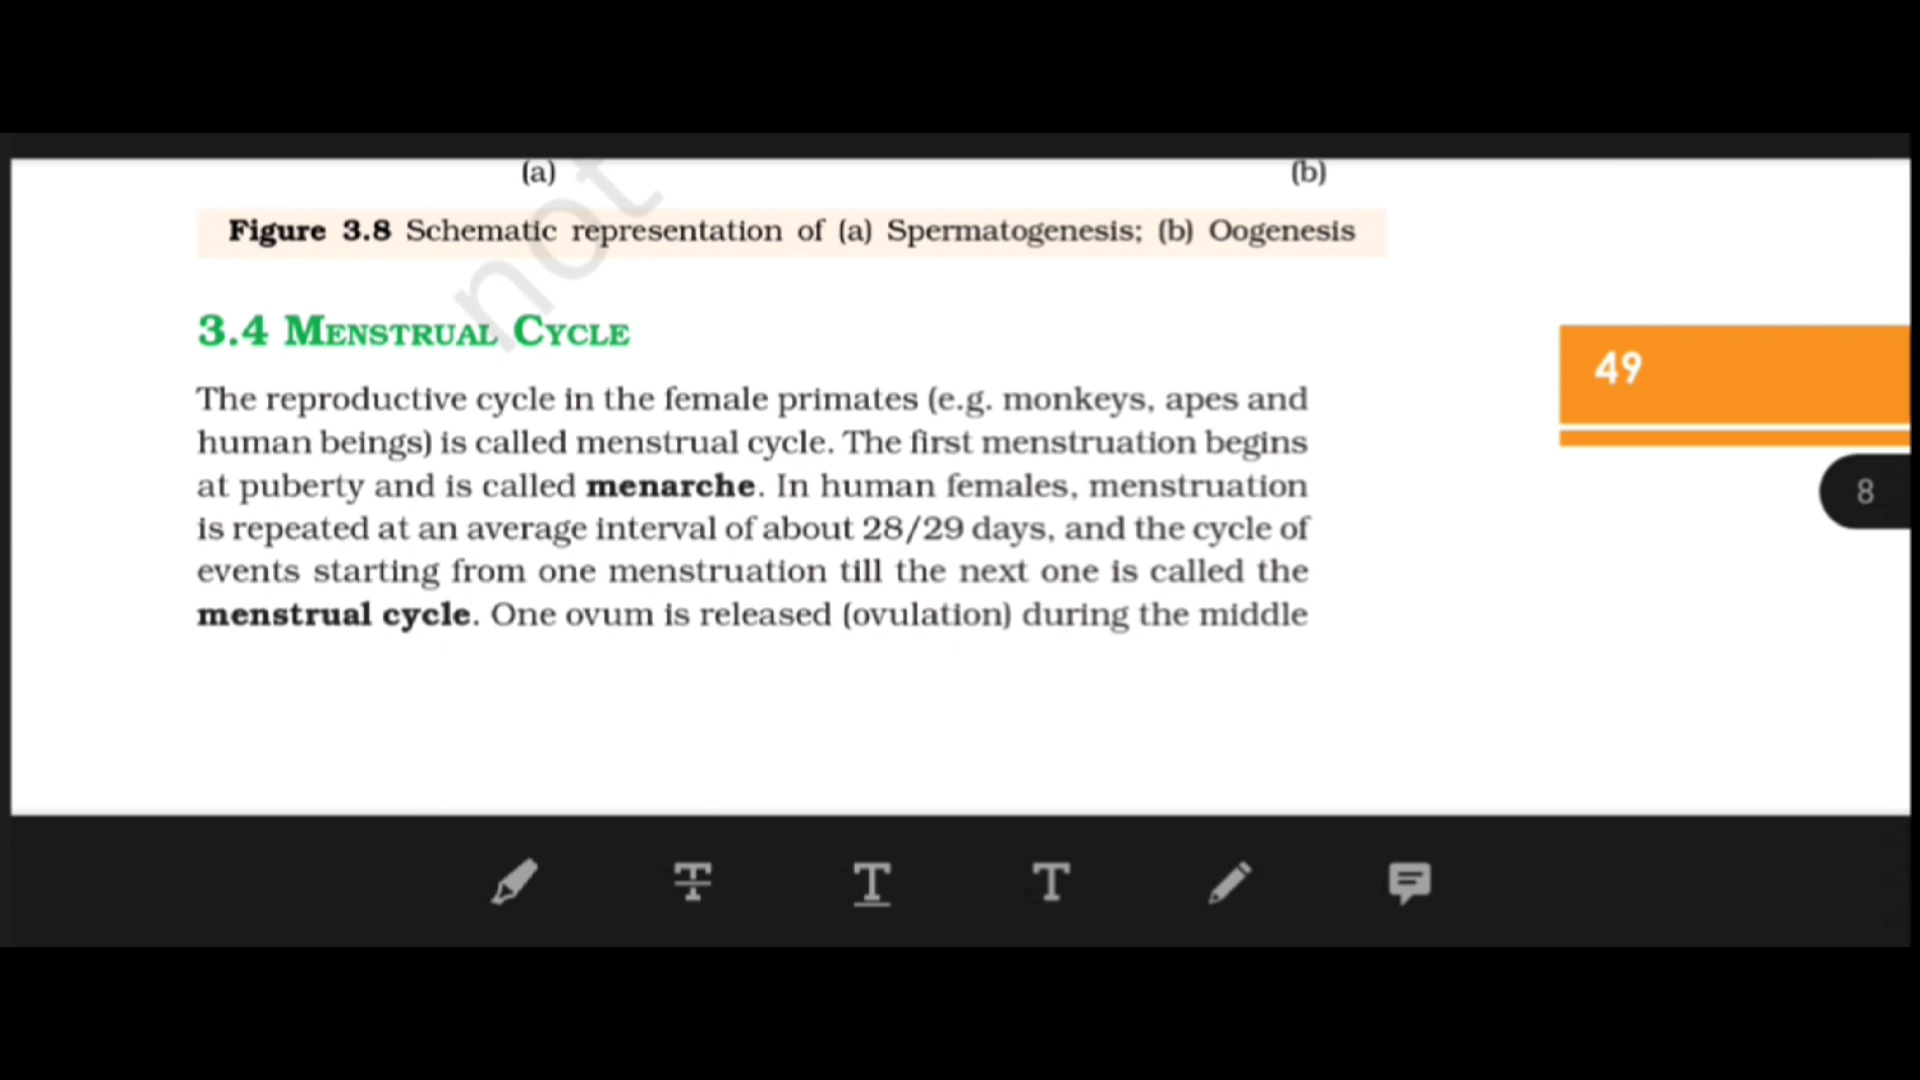 (a) (b)
Figure 3.8 Schematic representation of (a) Spermatogenesis; (b) Oogenesis
not
3.4 MENSTRUAL CYCLE
49
The reproductive cycle in the female primates (e.g. monkeys, apes and
human beings) is called menstrual cycle. The first menstruation begins
at puberty and is called menarche. In human females, menstruation
is repeated at an average interval of about 28/29 days, and the cycle of
events starting from one menstruation till the next one is called the
menstrual cycle. One ovum is released (ovulation) during the middle
8